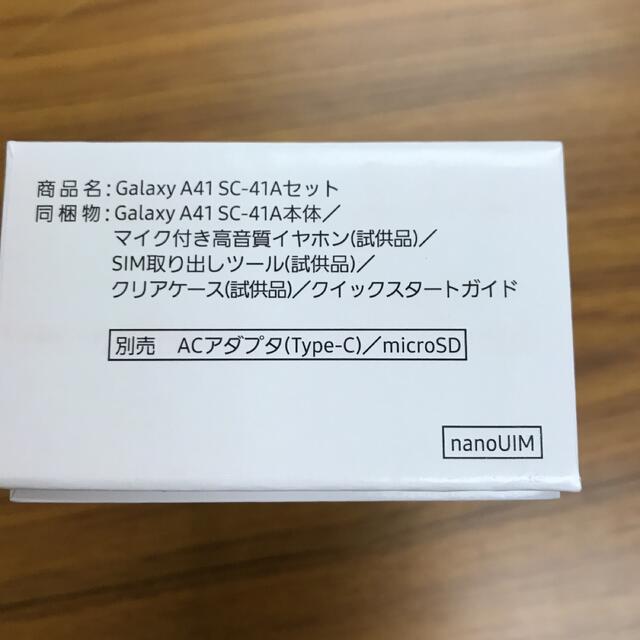 商品名:Galaxy A41 SC-41Aセット
同梱物:Galaxy A41 SC-41A本体／
マイク付き高音質イヤホン(試供品)／
SIM取り出しツール(試供品)／
クリアケース(試供品)／クイックスタートガイド
別売　ACアダプタ(Type-C)／microSD
nanoUIM